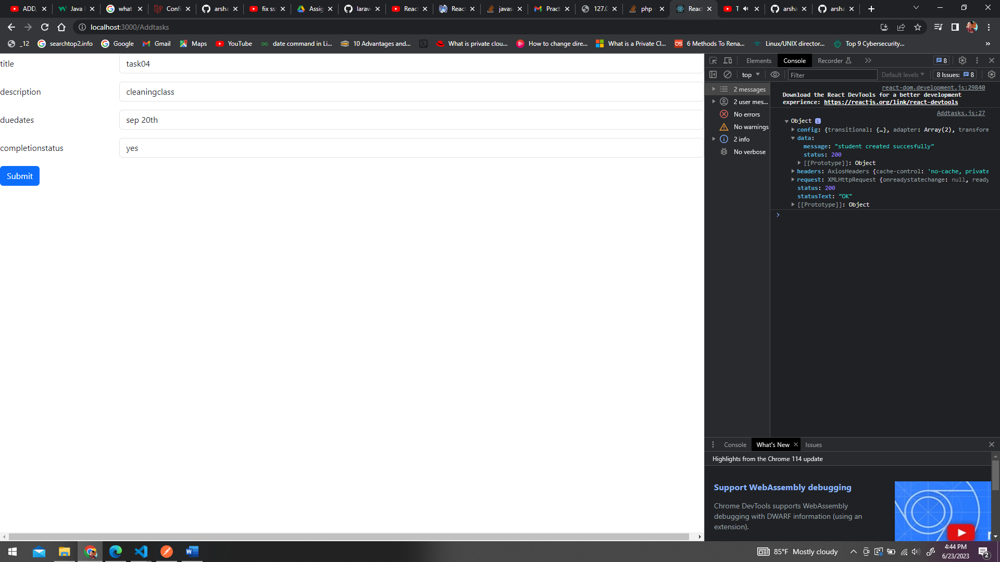 ADD, Java I what Confi arsha fix ssl Assig larav React React javas Pract 127.0 php - React T arsha arsha
localhost:3000/Addtasks
_12 searchtop2.info Google Gmail Maps YouTube date command in Li... 10 Advantages and... What is private clou... How to change dire... What is a Private Cl... 6 Methods To Rena... Linux/UNIX director... Top 9 Cybersecurity... »
title task04
description cleaningclass
duedates sep 20th
completionstatus yes
Submit
Elements Console Recorder 8
top Filter Default levels 8 Issues: 8
2 messages
2 user mes...
No errors
No warnings
2 info
No verbose
react-dom.development.js:29840
Download the React DevTools for a better development
experience: https://reactjs.org/link/react-devtools
Addtasks.js:27
Object i
config: {transitional: {…}, adapter: Array(2), transform
data:
message: "student created succesfully"
status: 200
[[Prototype]]: Object
headers: AxiosHeaders {cache-control: 'no-cache, private
request: XMLHttpRequest {onreadystatechange: null, ready
status: 200
statusText: "OK"
[[Prototype]]: Object
Console What's New Issues
Highlights from the Chrome 114 update
Support WebAssembly debugging
Chrome DevTools supports WebAssembly
debugging with DWARF information (using an
extension).
85°F Mostly cloudy
4:44 PM
6/23/2023
2